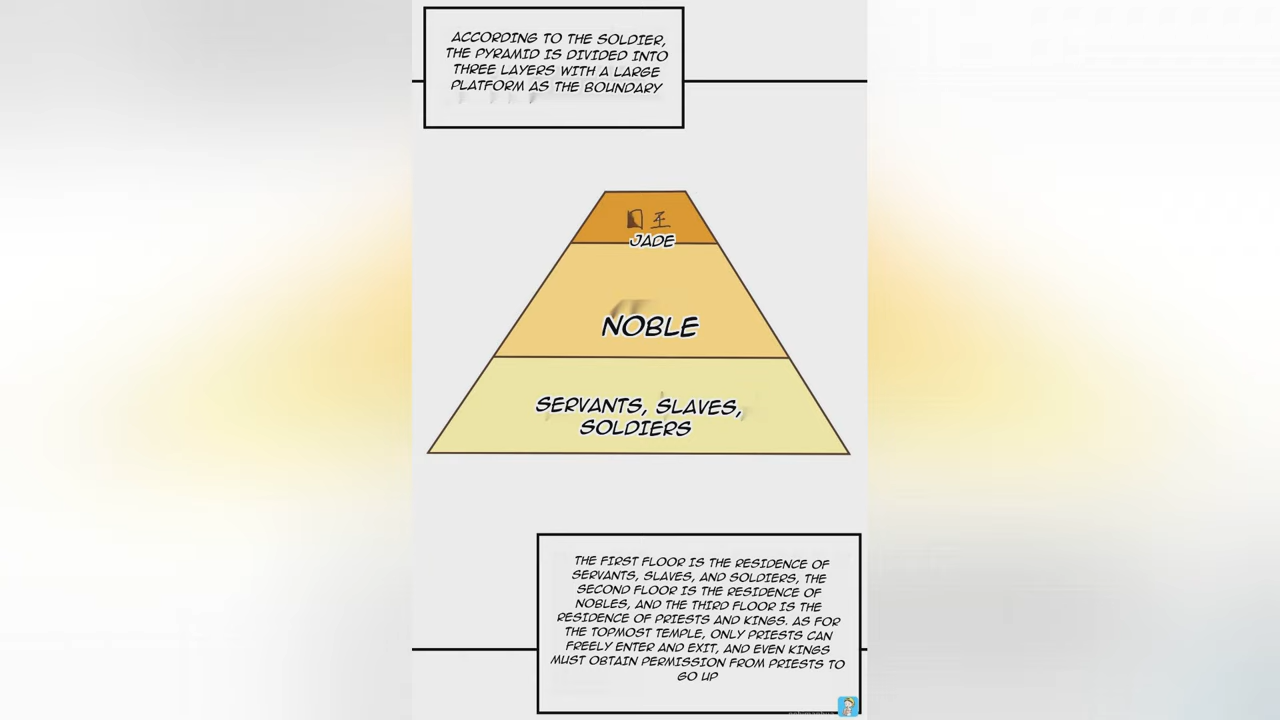 ACCORDING TO THE SOLDIER,
THE PYRAMID IS DIVIDED INTO
THREE LAYERS WITH A LARGE
PLATFORM AS THE BOUNDARY
JADE
NOBLE
SERVANTS, SLAVES,
SOLDIERS
THE FIRST FLOOR IS THE RESIDENCE OF
SERVANTS, SLAVES, AND SOLDIERS, THE
SECOND FLOOR IS THE RESIDENCE OF
NOBLES, AND THE THIRD FLOOR IS THE
RESIDENCE OF PRIESTS AND KINGS. AS FOR
THE TOPMOST TEMPLE, ONLY PRIESTS CAN
FREELY ENTER AND EXIT, AND EVEN KINGS
MUST OBTAIN PERMISSION FROM PRIESTS TO
GO UP